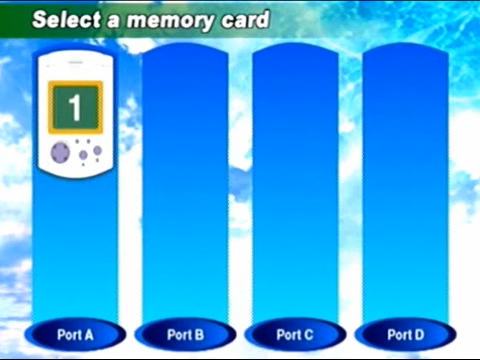 Select a memory card
1
Port A
Port B
Port C
Port D